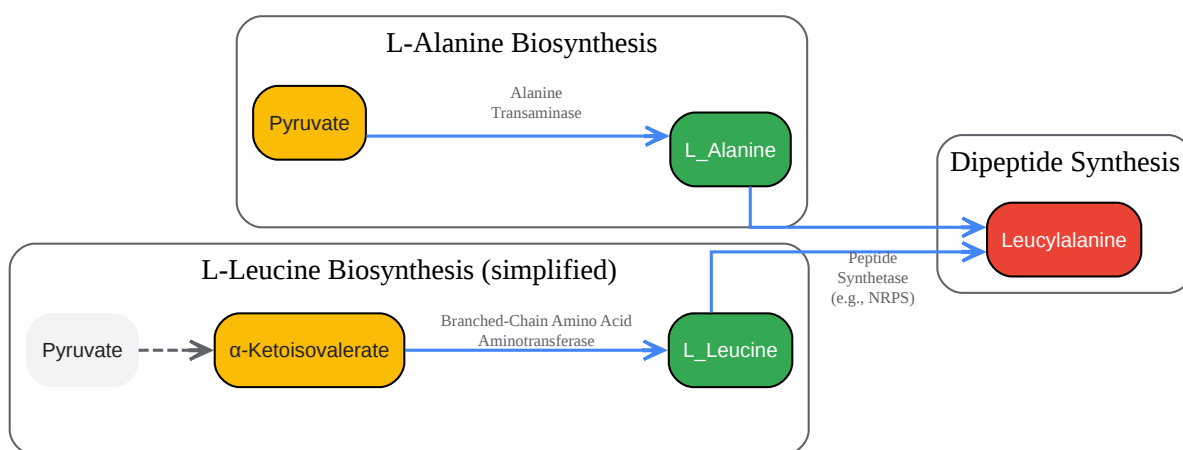 L-Alanine Biosynthesis
Alanine
Transaminase
Pyruvate
L_Alanine
Dipeptide Synthesis
Leucylalanine
Peptide
Synthetase
(e.g., NRPS)
L-Leucine Biosynthesis (simplified)
Branched-Chain Amino Acid
Aminotransferase
Pyruvate
α-Ketoisovalerate
L_Leucine